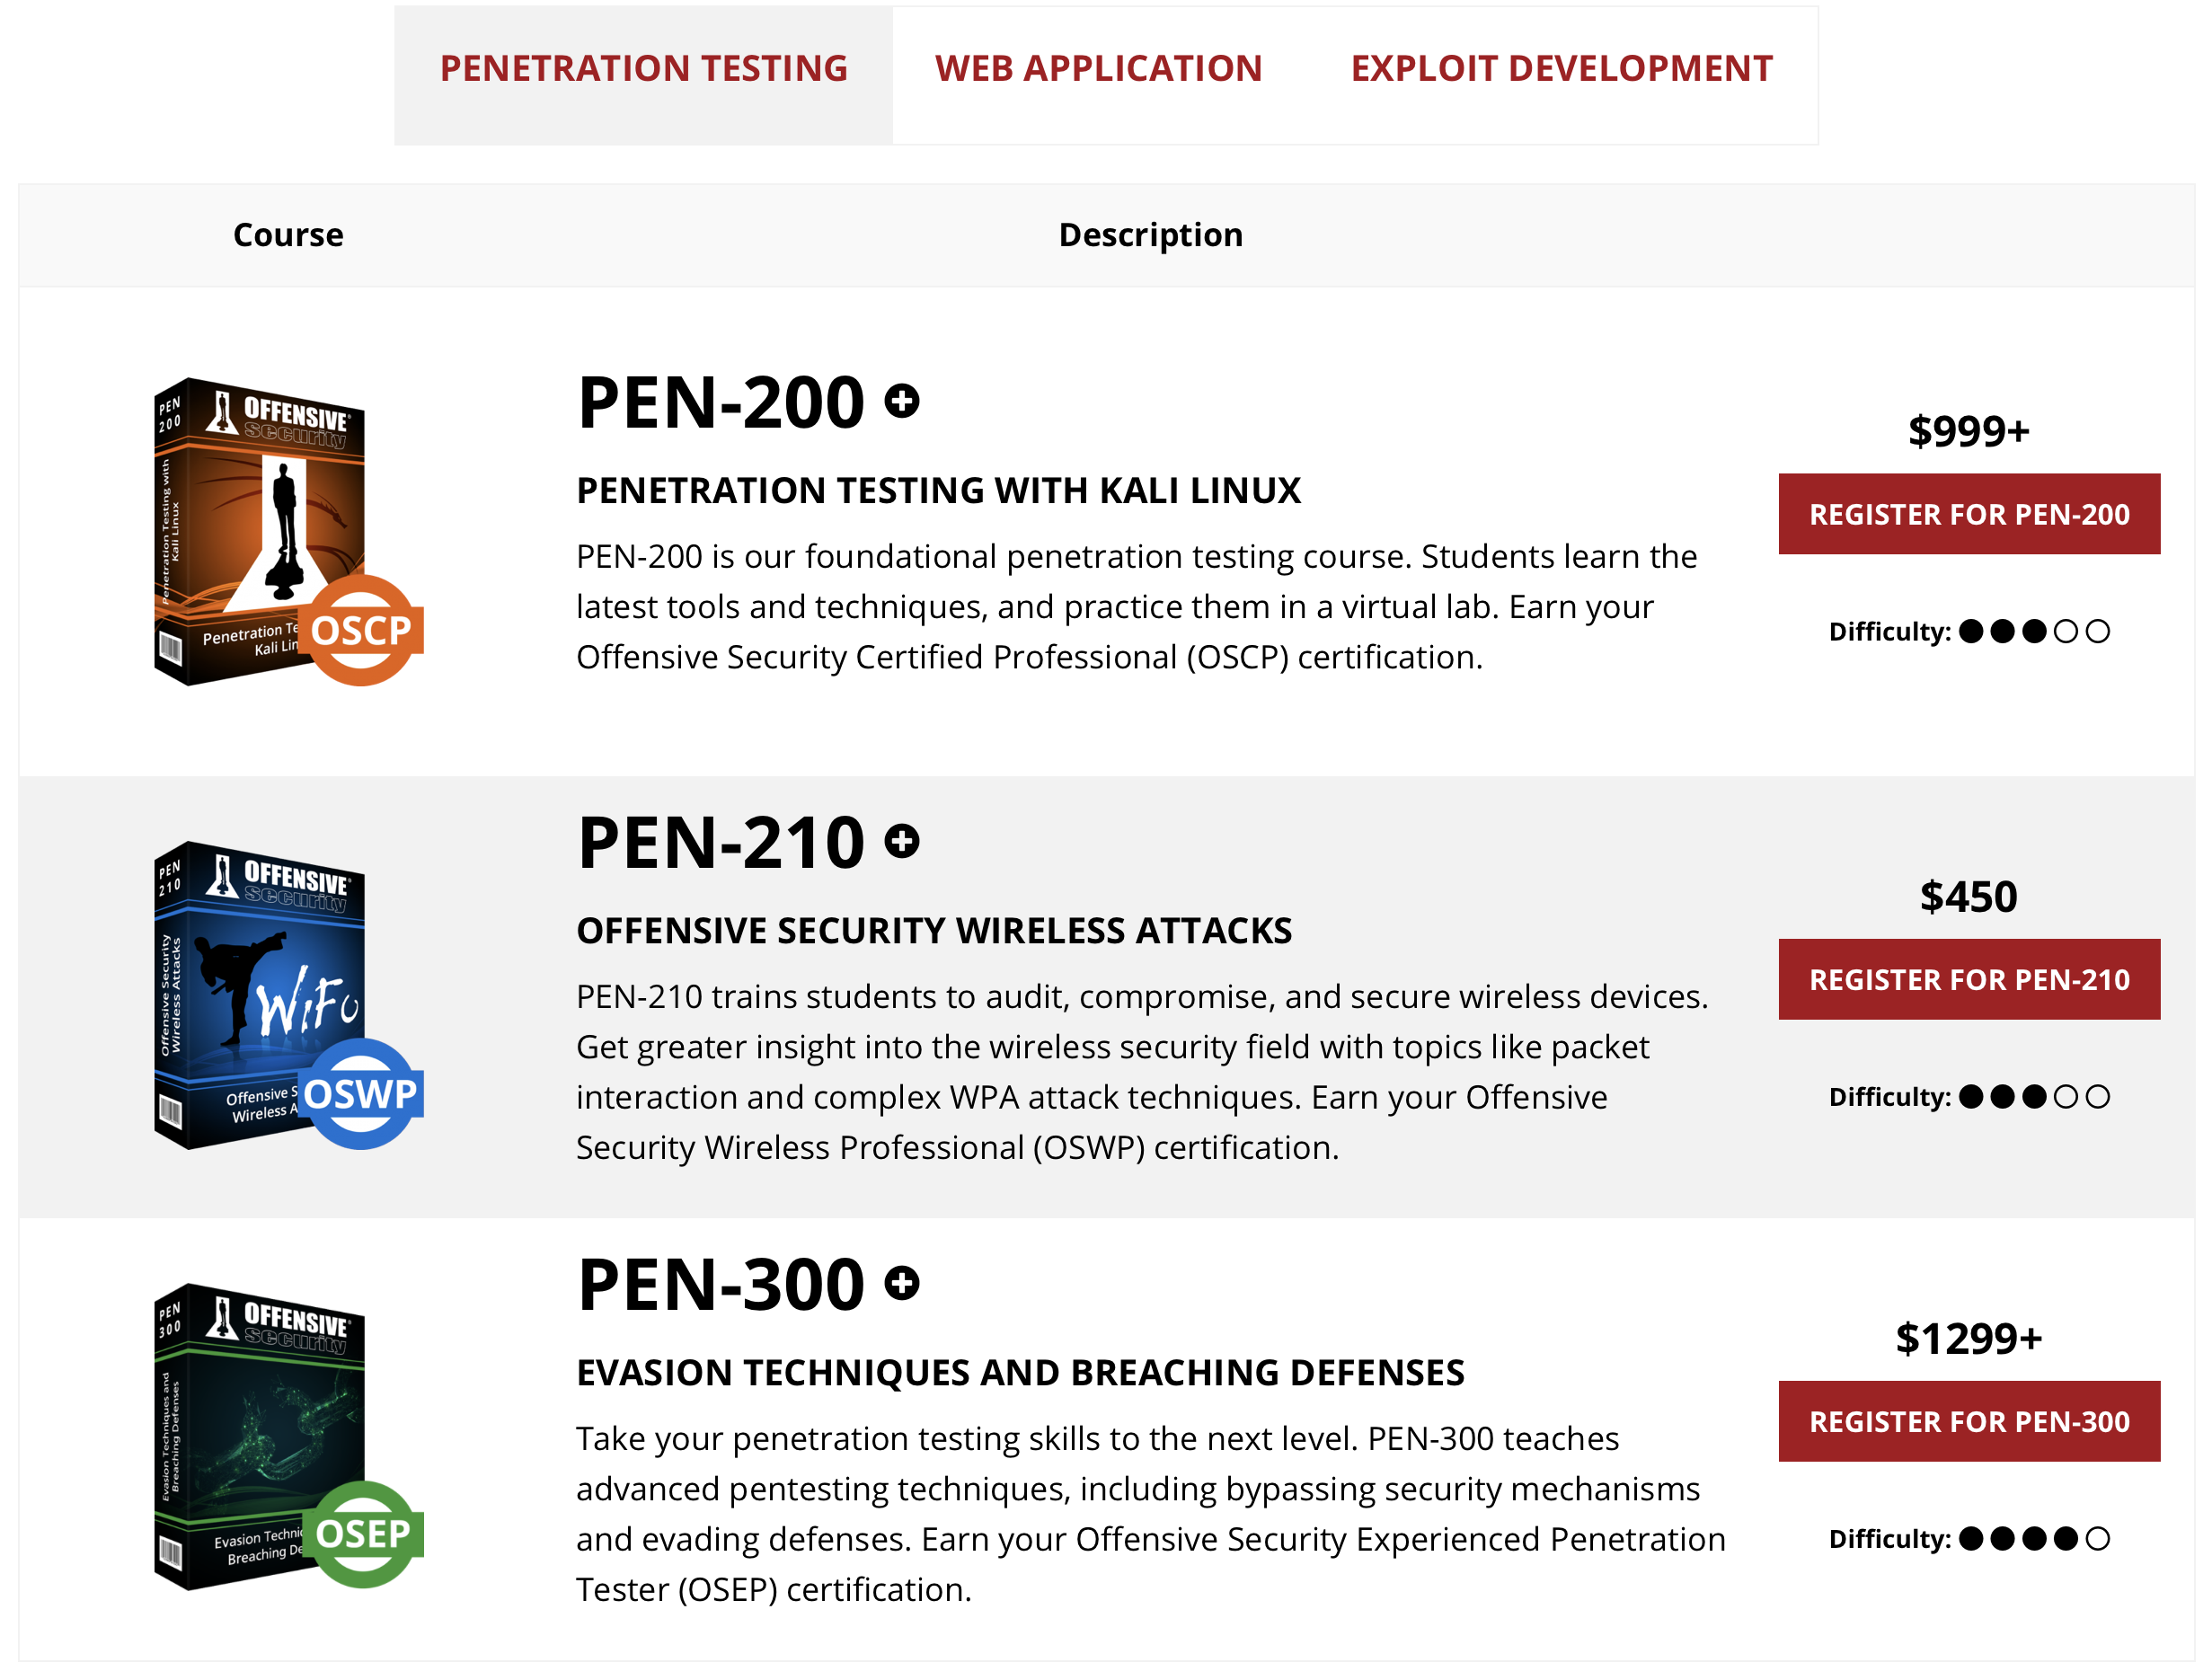 PENETRATION TESTING
WEB APPLICATION
EXPLOIT DEVELOPMENT
Course
Description
PEN
200
OFFENSIVE
security
Penetration Testing with
Kali Linux
Penetration Te
Kali Lin
OSCP
PEN-200
PENETRATION TESTING WITH KALI LINUX
PEN-200 is our foundational penetration testing course. Students learn the
latest tools and techniques, and practice them in a virtual lab. Earn your
Offensive Security Certified Professional (OSCP) certification.
$999+
REGISTER FOR PEN-200
Difficulty:
PEN
210
OFFENSIVE
security
Offensive Security
Wireless Attacks
WiFu
Offensive S
Wireless A
OSWP
PEN-210
OFFENSIVE SECURITY WIRELESS ATTACKS
PEN-210 trains students to audit, compromise, and secure wireless devices.
Get greater insight into the wireless security field with topics like packet
interaction and complex WPA attack techniques. Earn your Offensive
Security Wireless Professional (OSWP) certification.
$450
REGISTER FOR PEN-210
Difficulty:
PEN
300
OFFENSIVE
security
Evasion Techniques and
Breaching Defenses
Evasion Techni
Breaching De
OSEP
PEN-300
EVASION TECHNIQUES AND BREACHING DEFENSES
Take your penetration testing skills to the next level. PEN-300 teaches
advanced pentesting techniques, including bypassing security mechanisms
and evading defenses. Earn your Offensive Security Experienced Penetration
Tester (OSEP) certification.
$1299+
REGISTER FOR PEN-300
Difficulty: